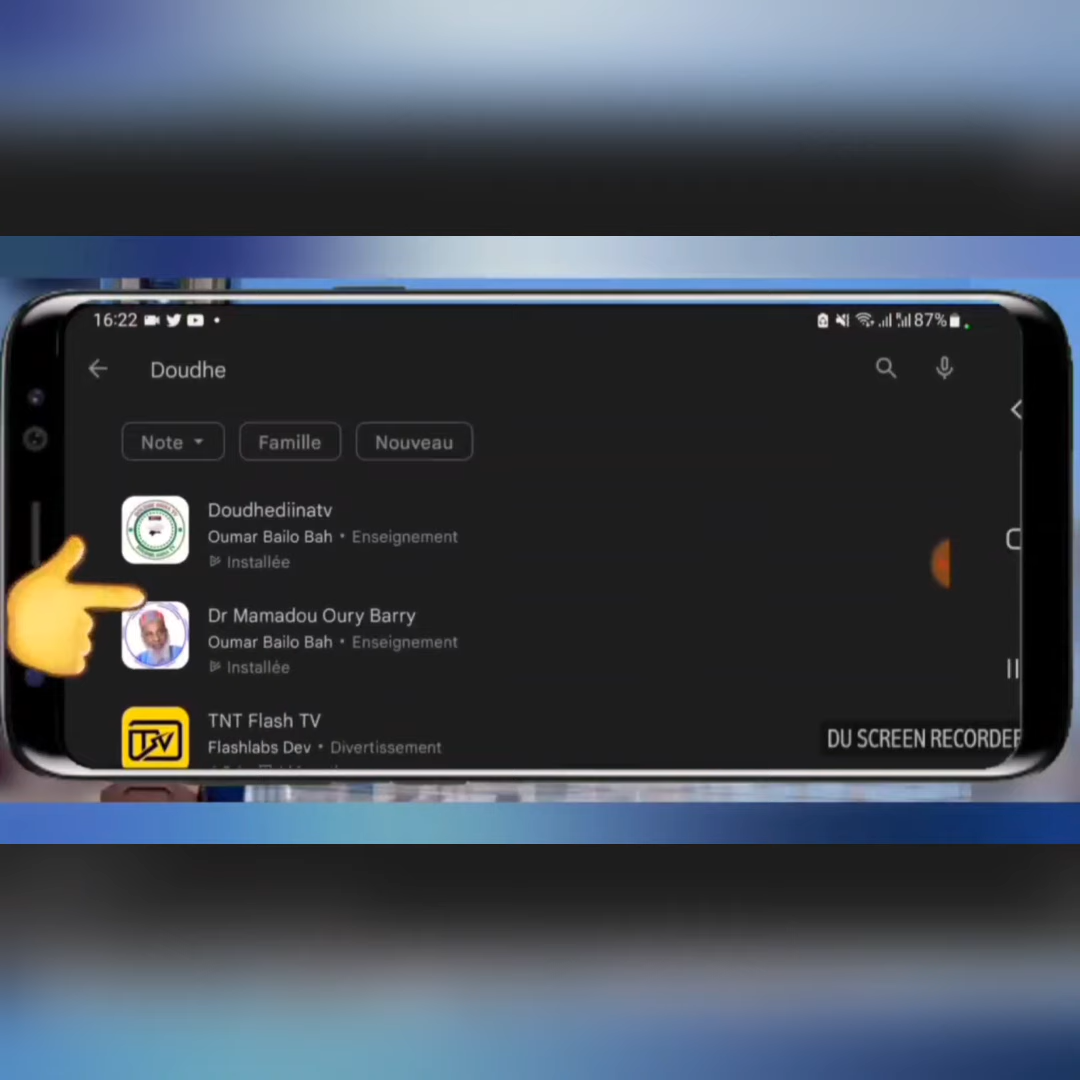 16:22
87%
Doudhe
Note
Famille
Nouveau
Doudhediinatv
Oumar Bailo Bah • Enseignement
Installée
Dr Mamadou Oury Barry
Oumar Bailo Bah • Enseignement
Installée
TNT Flash TV
Flashlabs Dev • Divertissement
DU SCREEN RECORDER